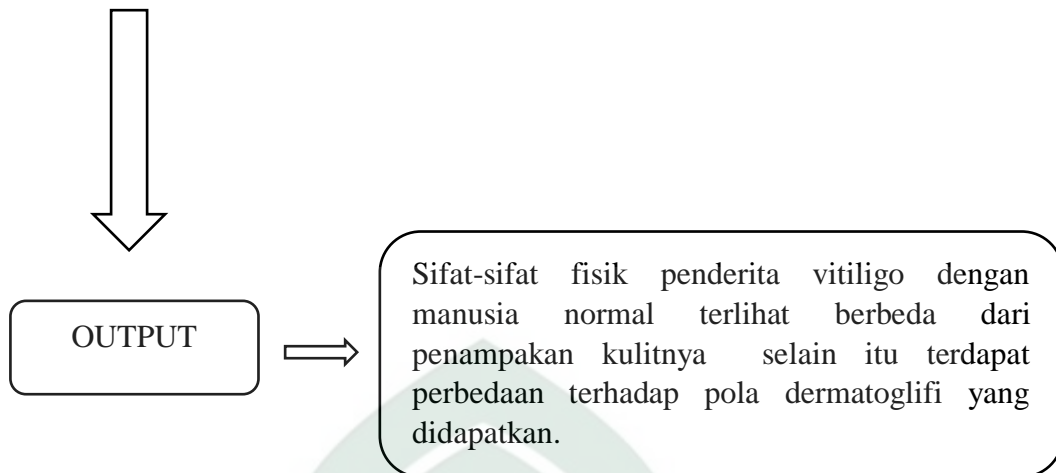 OUTPUT
Sifat-sifat fisik penderita vitiligo dengan
manusia normal terlihat berbeda dari
penampakan kulitnya selain itu terdapat
perbedaan terhadap pola dermatoglifi yang
didapatkan.